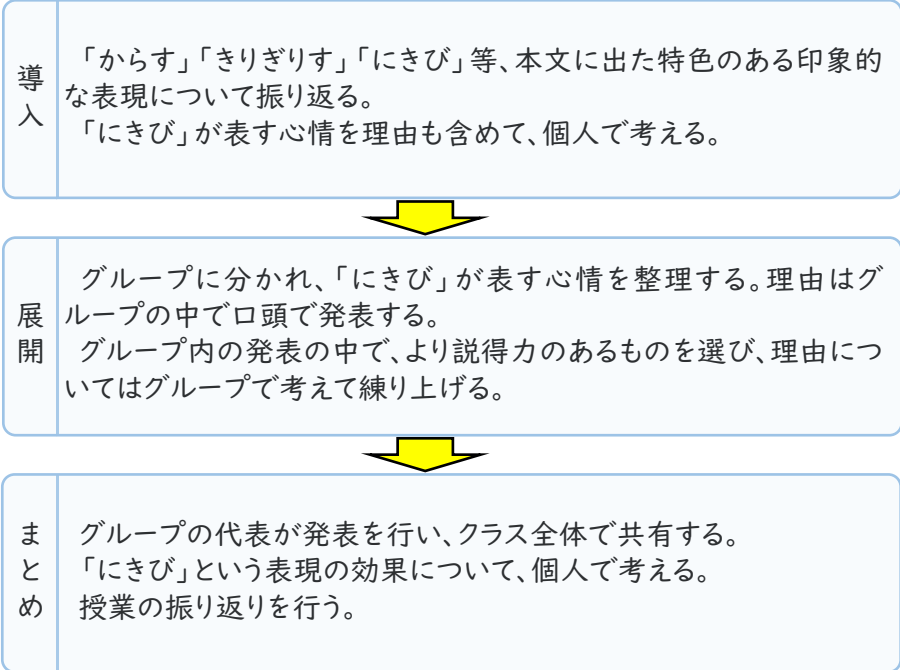 導入
「からす」「きりぎりす」「にきび」等、本文に出た特色のある印象的
な表現について振り返る。
「にきび」が表す心情を理由も含めて、個人で考える。
展開
グループに分かれ、「にきび」が表す心情を整理する。理由はグ
ループの中で口頭で発表する。
グループ内の発表の中で、より説得力のあるものを選び、理由につ
いてはグループで考えて練り上げる。
まとめ
グループの代表が発表を行い、クラス全体で共有する。
「にきび」という表現の効果について、個人で考える。
授業の振り返りを行う。